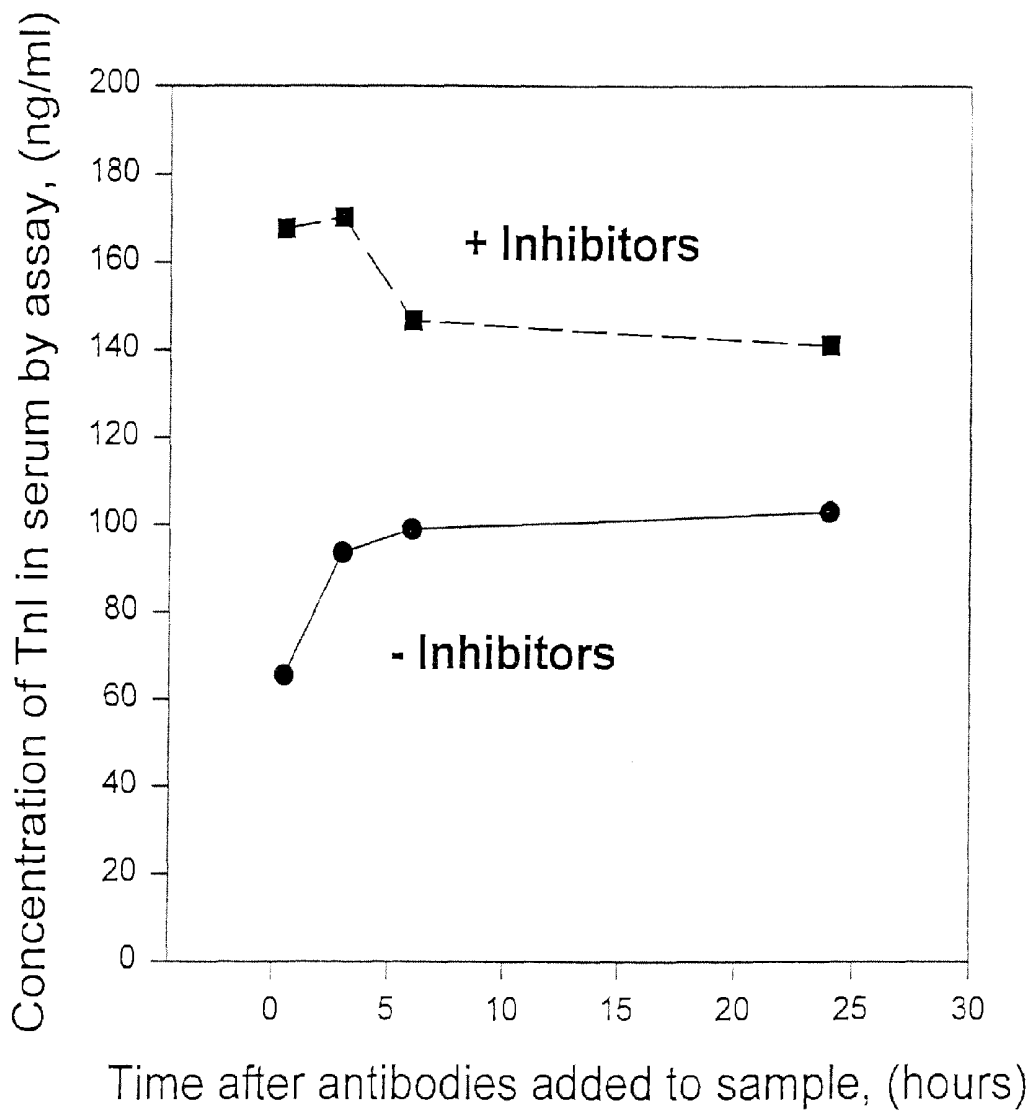 Concentration of TnI in serum by assay, (ng/ml)
200
180
160
140
120
100
80
60
40
20
0
+ Inhibitors
- Inhibitors
0 5 10 15 20 25 30
Time after antibodies added to sample, (hours)